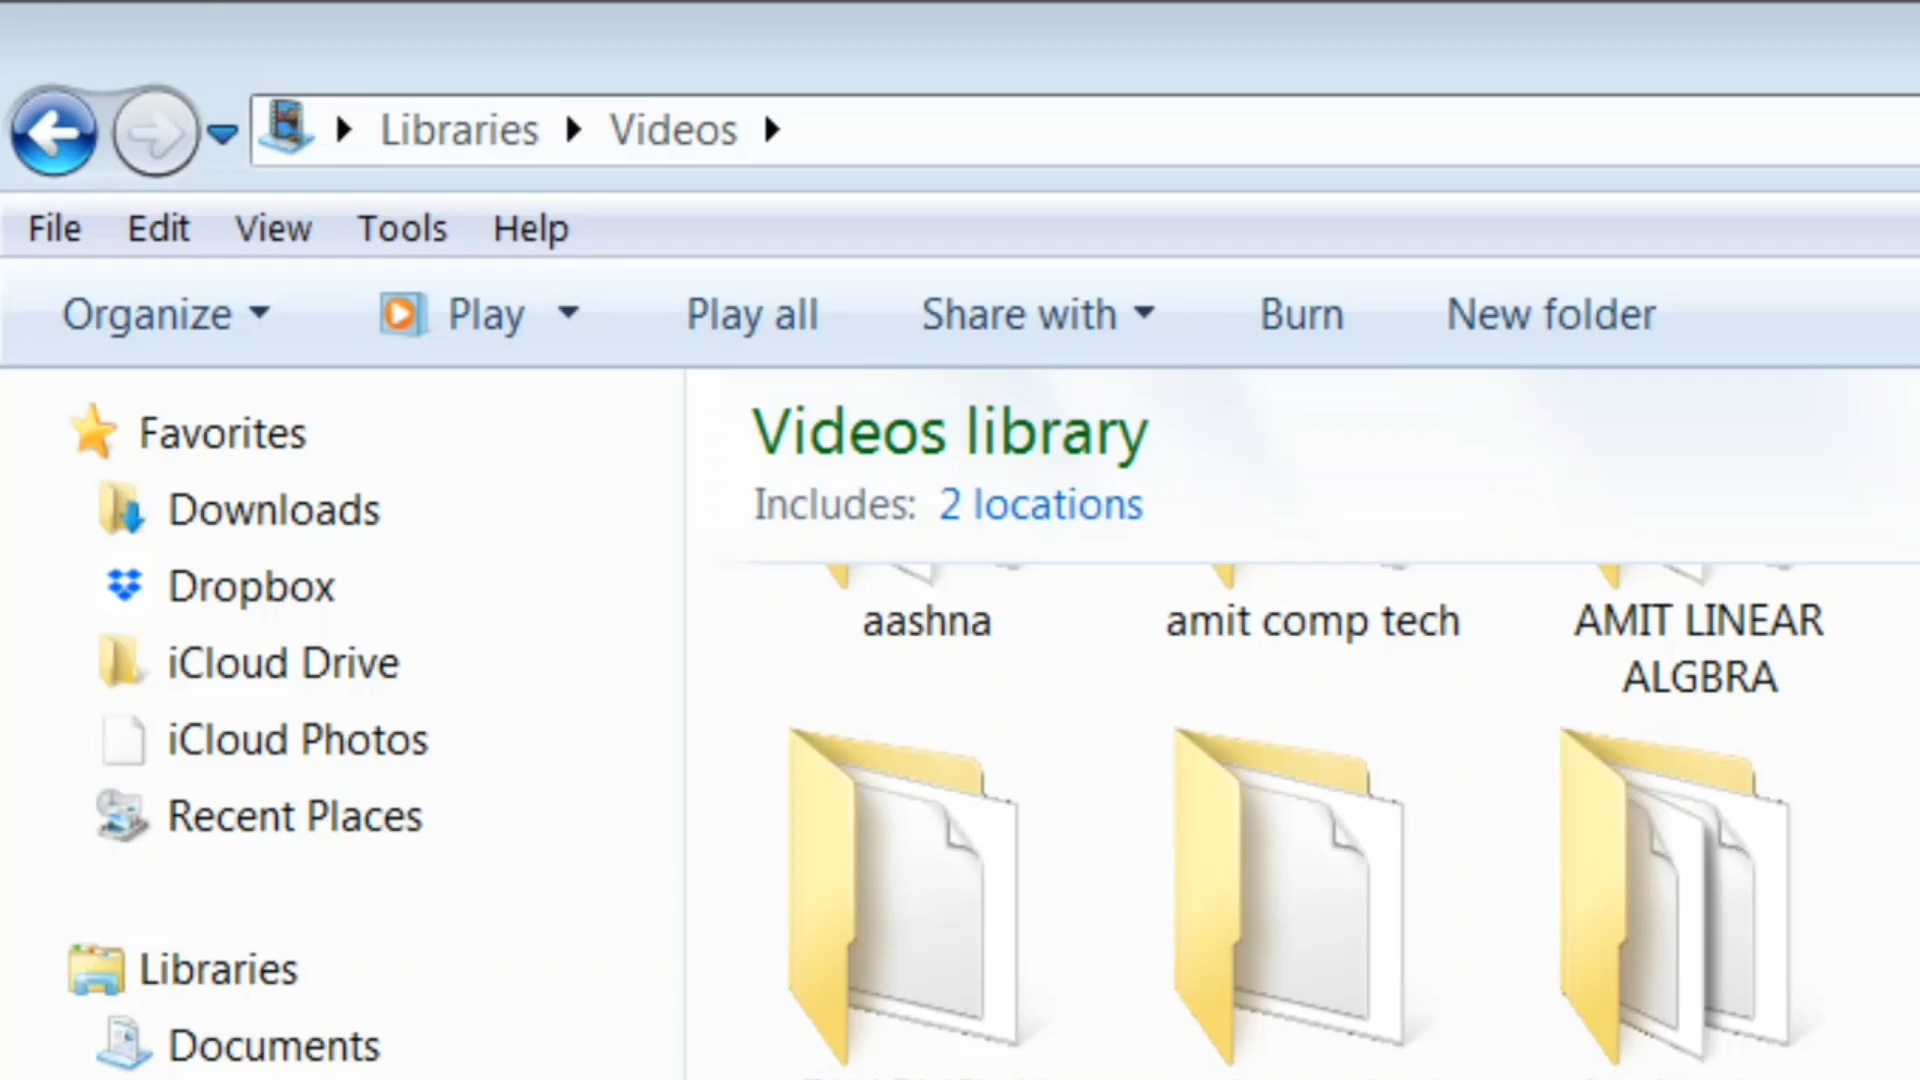 Libraries Videos
File Edit View Tools Help
Organize Play Play all Share with Burn New folder
Favorites
Downloads
Dropbox
iCloud Drive
iCloud Photos
Recent Places
Libraries
Documents
Videos library
Includes: 2 locations
aashna
amit comp tech
AMIT LINEAR
ALGBRA